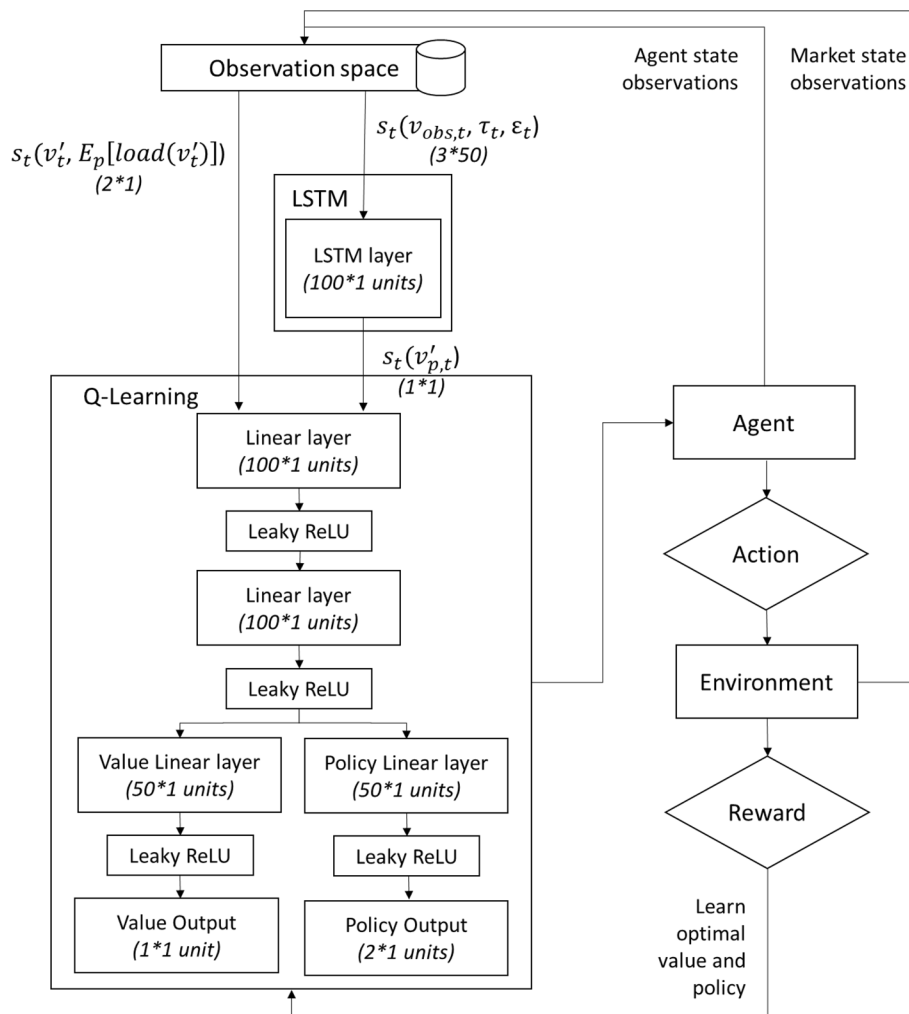 Observation space
Agent state
observations
Market state
observations
s_t(v'_t, E_p[load(v'_t)])
(2*1)
s_t(v_{obs,t}, τ_t, ε_t)
(3*50)
LSTM
LSTM layer
(100*1 units)
s_t(v'_{p,t})
(1*1)
Q-Learning
Linear layer
(100*1 units)
Leaky ReLU
Linear layer
(100*1 units)
Leaky ReLU
Value Linear layer
(50*1 units)
Policy Linear layer
(50*1 units)
Leaky ReLU
Leaky ReLU
Value Output
(1*1 unit)
Policy Output
(2*1 units)
Agent
Action
Environment
Reward
Learn
optimal
value and
policy